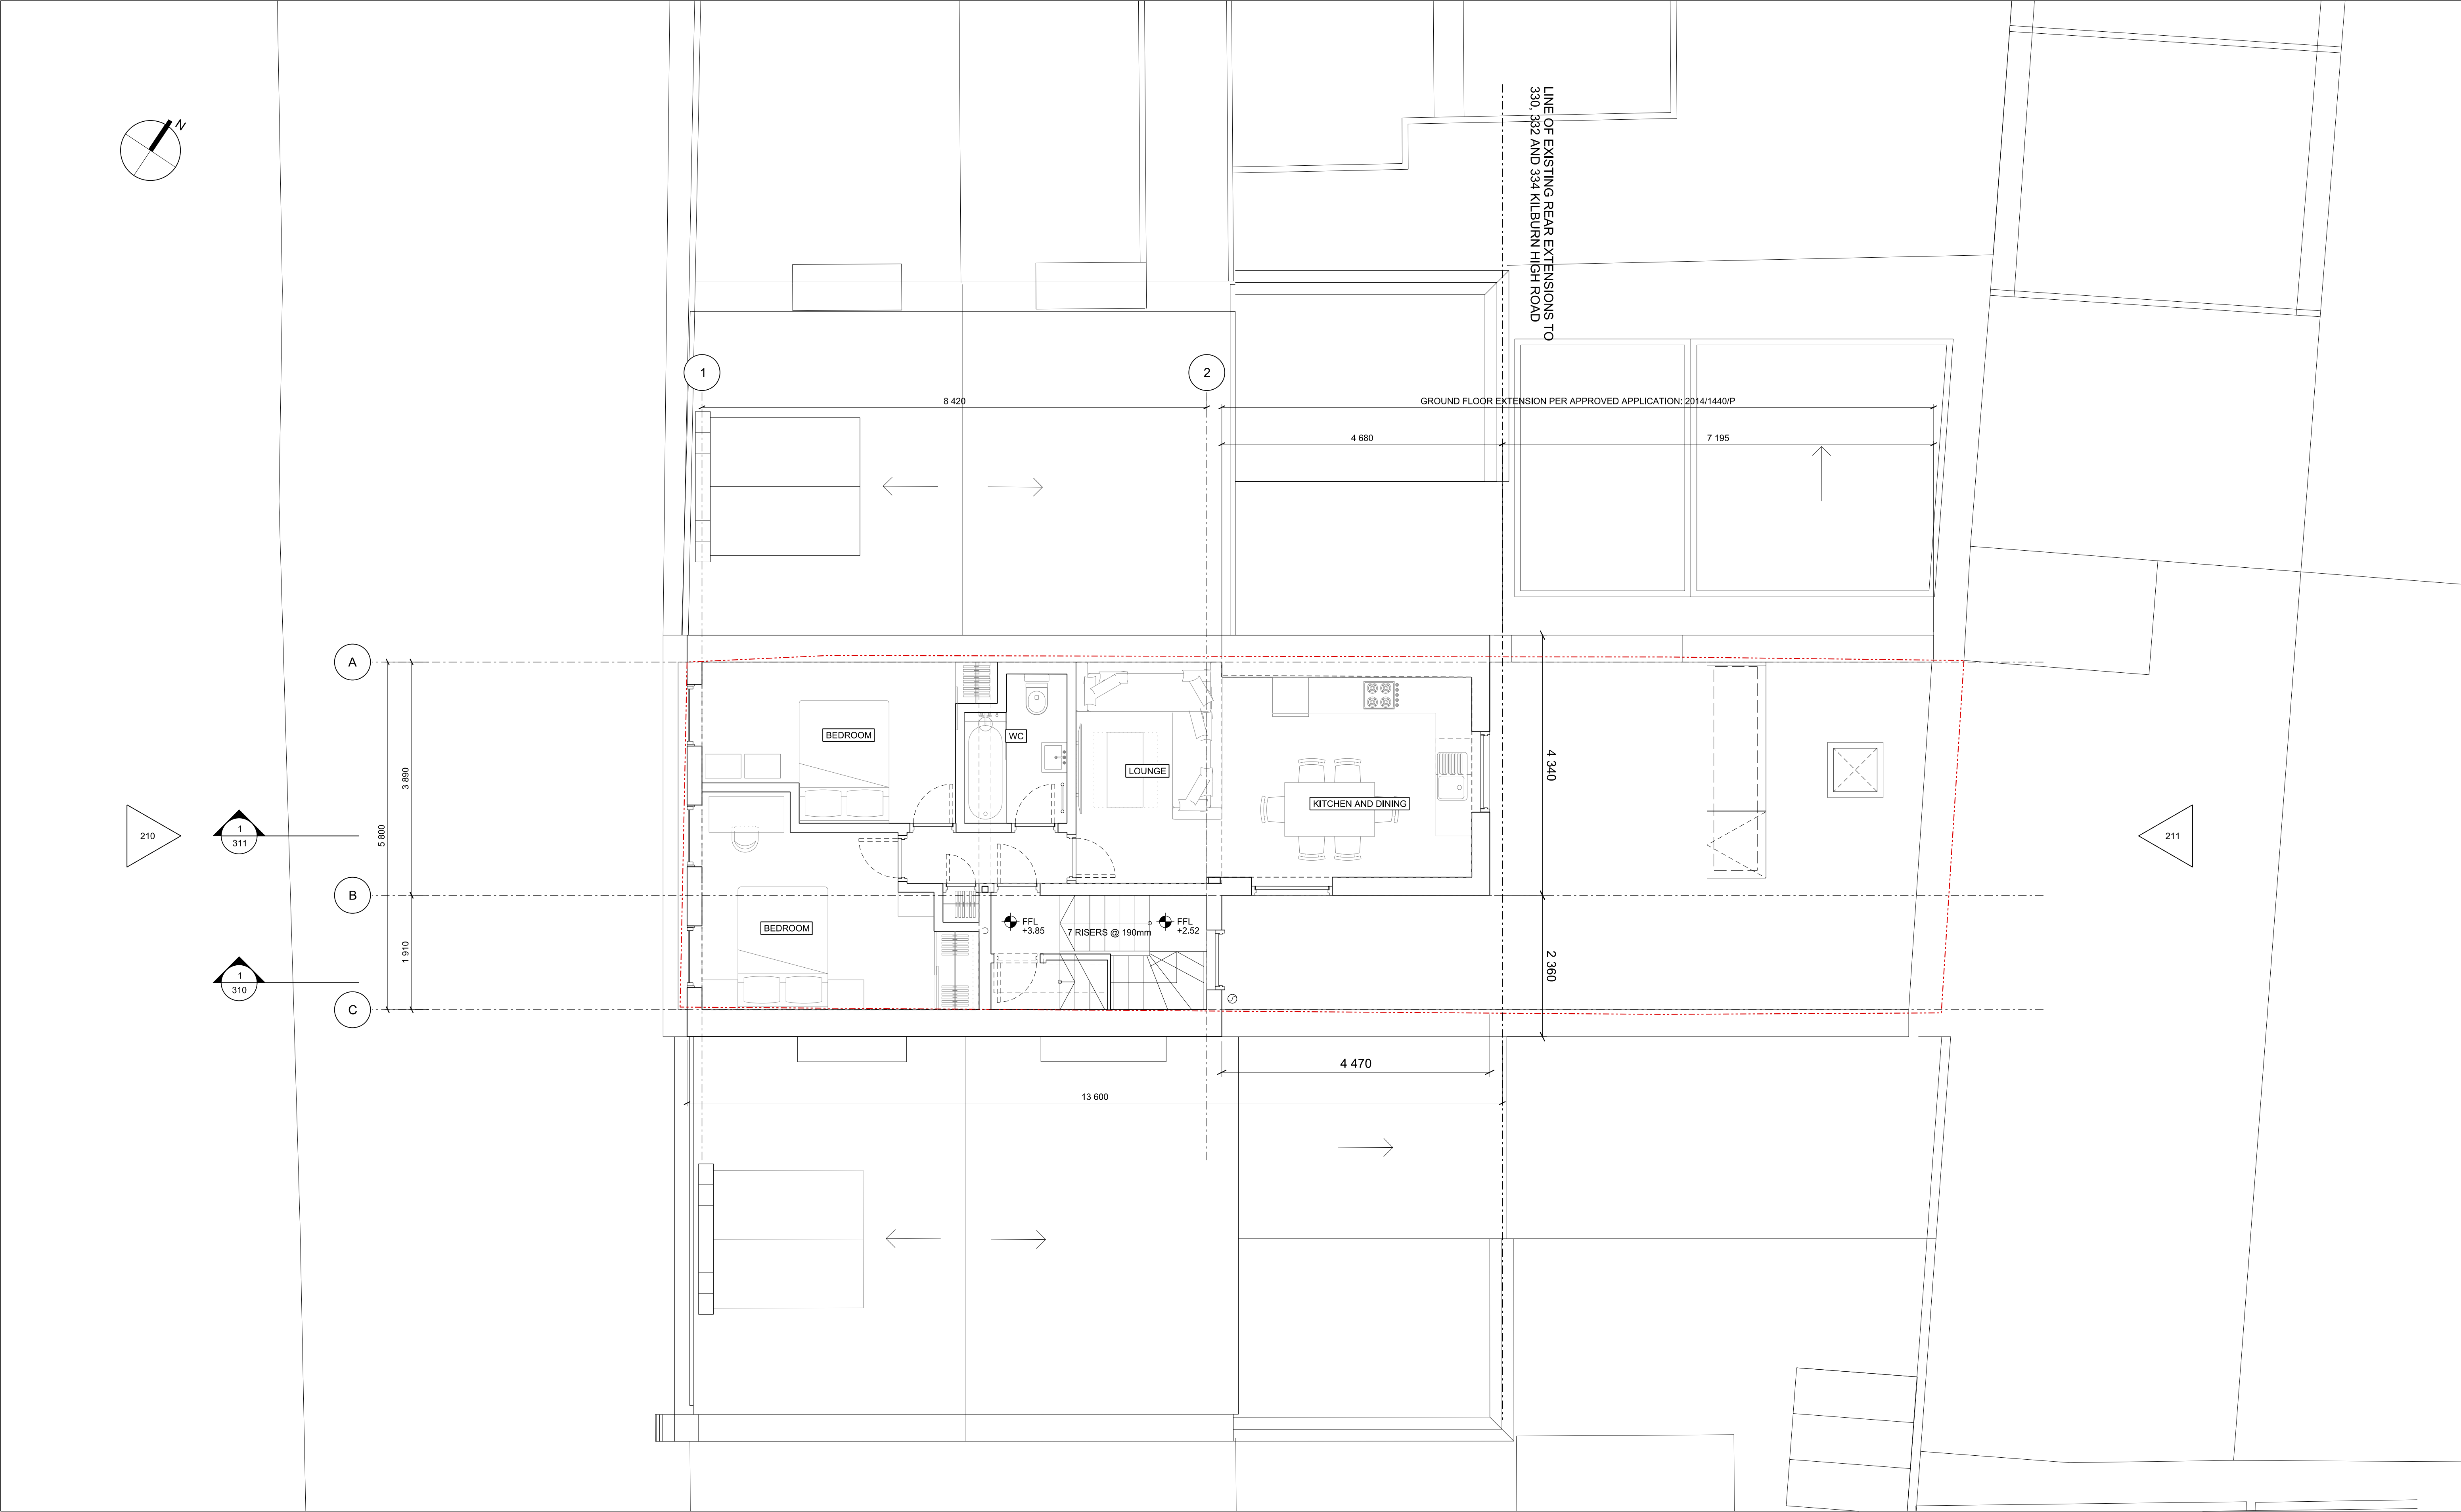 N
LINE OF EXISTING REAR EXTENSIONS TO
330, 332 AND 334 KILBURN HIGH ROAD
1
2
8 420
GROUND FLOOR EXTENSION PER APPROVED APPLICATION: 2014/1440/P
4 680
7 195
A
BEDROOM
WC
LOUNGE
KITCHEN AND DINING
4 340
3 890
5 800
210
1
311
211
B
BEDROOM
FFL
+3.85
7 RISERS @ 190mm
FFL
+2.52
1 910
2 360
1
310
C
4 470
13 600